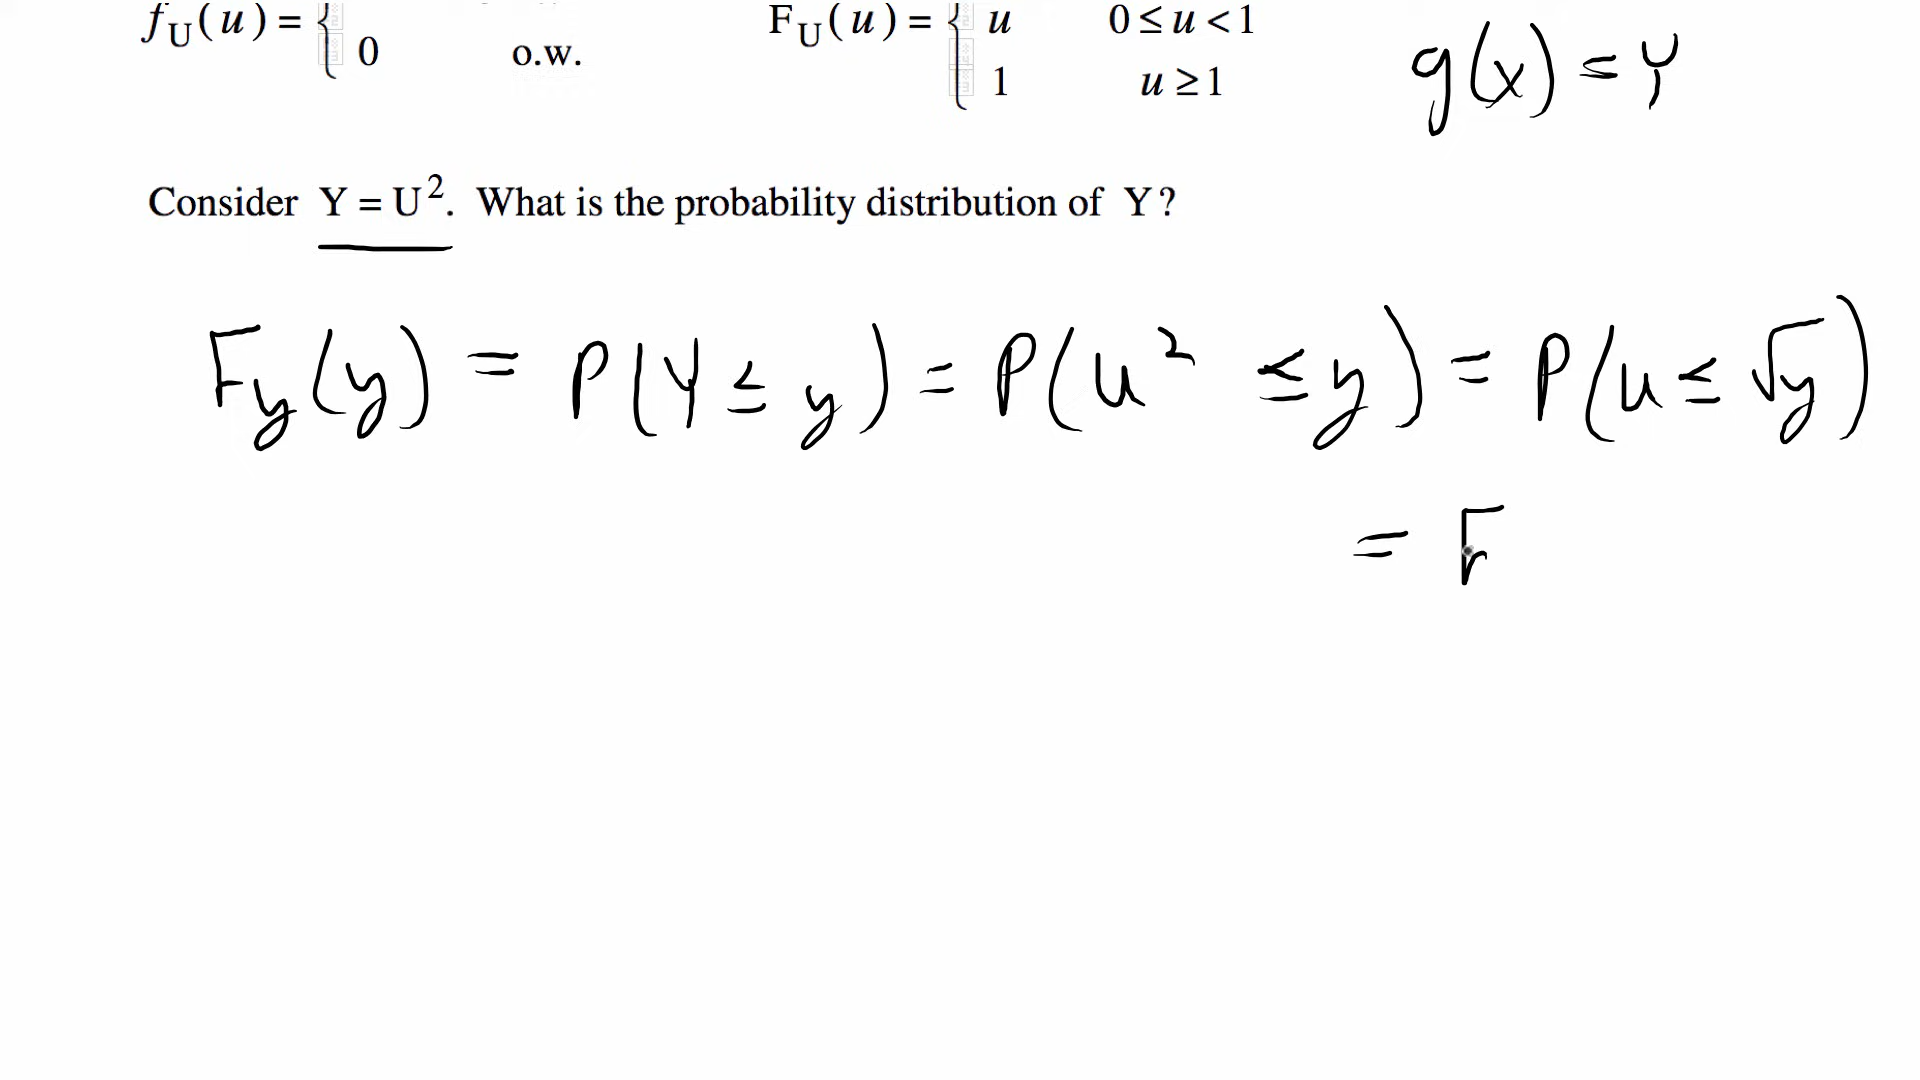 f_U(u) = { 0 o.w.
F_U(u) = { u 0 ≤ u < 1
1 u ≥ 1
g(x) = Y
Consider Y = U². What is the probability distribution of Y?
F_y(y) = P(Y ≤ y) = P(U² ≤ y) = P(U ≤ √y)
= F